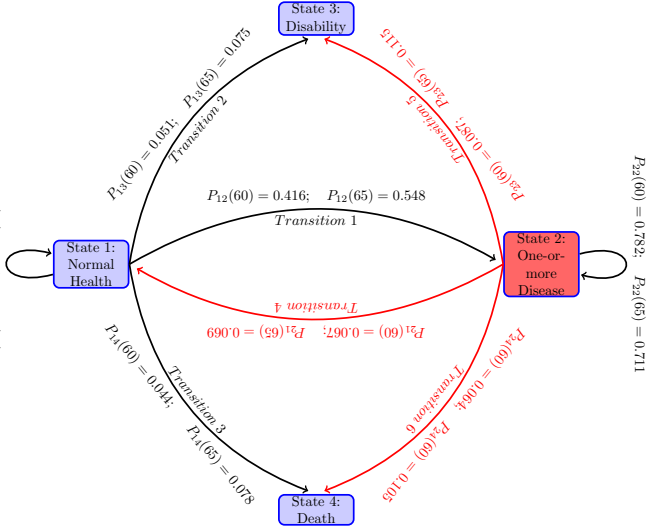 State 3:
Disability
P₁₃(60) = 0.051; P₁₃(65) = 0.075
Transition 2
P₂₃(60) = 0.087; P₂₃(65) = 0.115
Transition 5
P₁₂(60) = 0.416; P₁₂(65) = 0.548
Transition 1
State 1:
Normal
Health
State 2:
One-or-
more
Disease
P₂₂(60) = 0.782; P₂₂(65) = 0.711
Transition 4
P₂₁(60) = 0.067; P₂₁(65) = 0.069
P₁₄(60) = 0.044; P₁₄(65) = 0.078
Transition 3
P₂₄(60) = 0.064; P₂₄(60) = 0.105
Transition 6
State 4:
Death